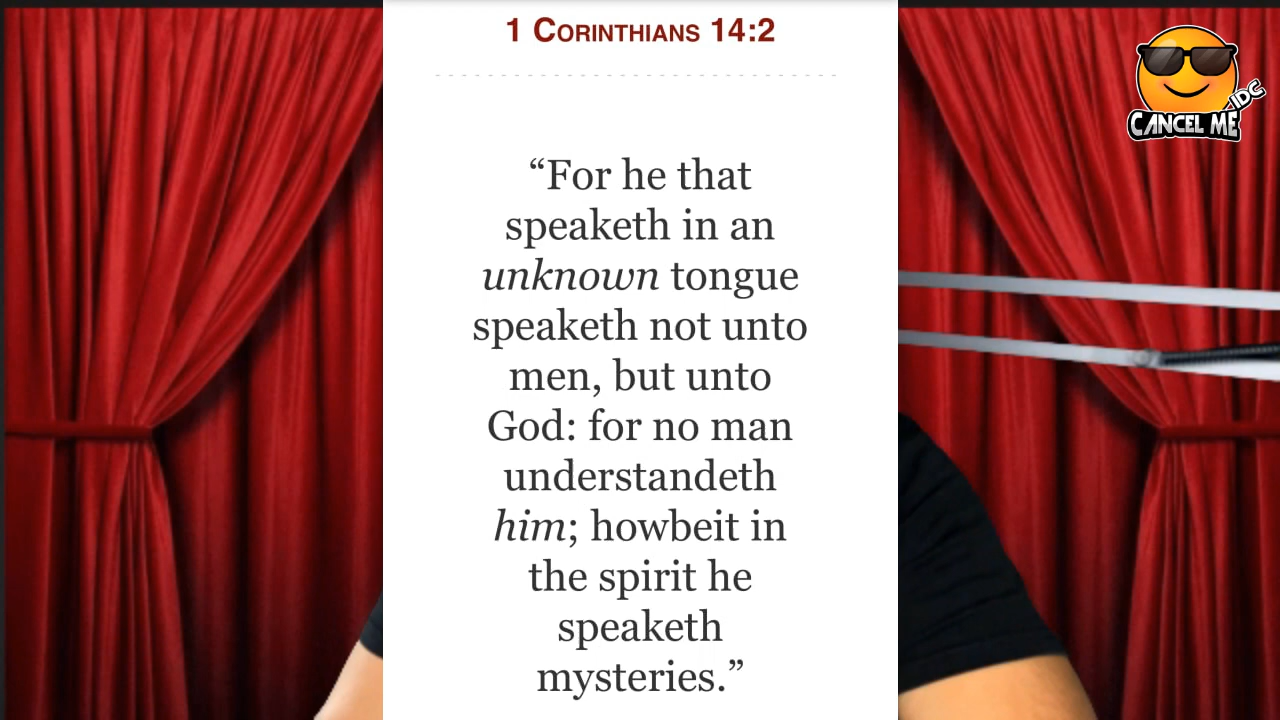 1 Corinthians 14:2
“For he that
speaketh in an
unknown tongue
speaketh not unto
men, but unto
God: for no man
understandeth
him; howbeit in
the spirit he
speaketh
mysteries.”
IDC
CANCEL ME